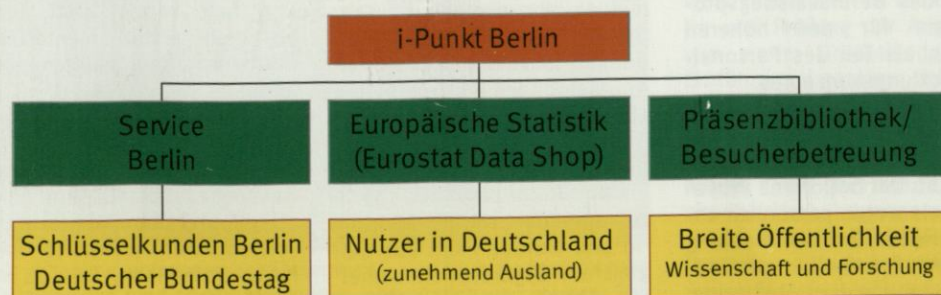 i-Punkt Berlin
Service
Berlin
Europäische Statistik
(Eurostat Data Shop)
Präsenzbibliothek/
Besucherbetreuung
Schlüsselkunden Berlin
Deutscher Bundestag
Nutzer in Deutschland
(zunehmend Ausland)
Breite Öffentlichkeit
Wissenschaft und Forschung